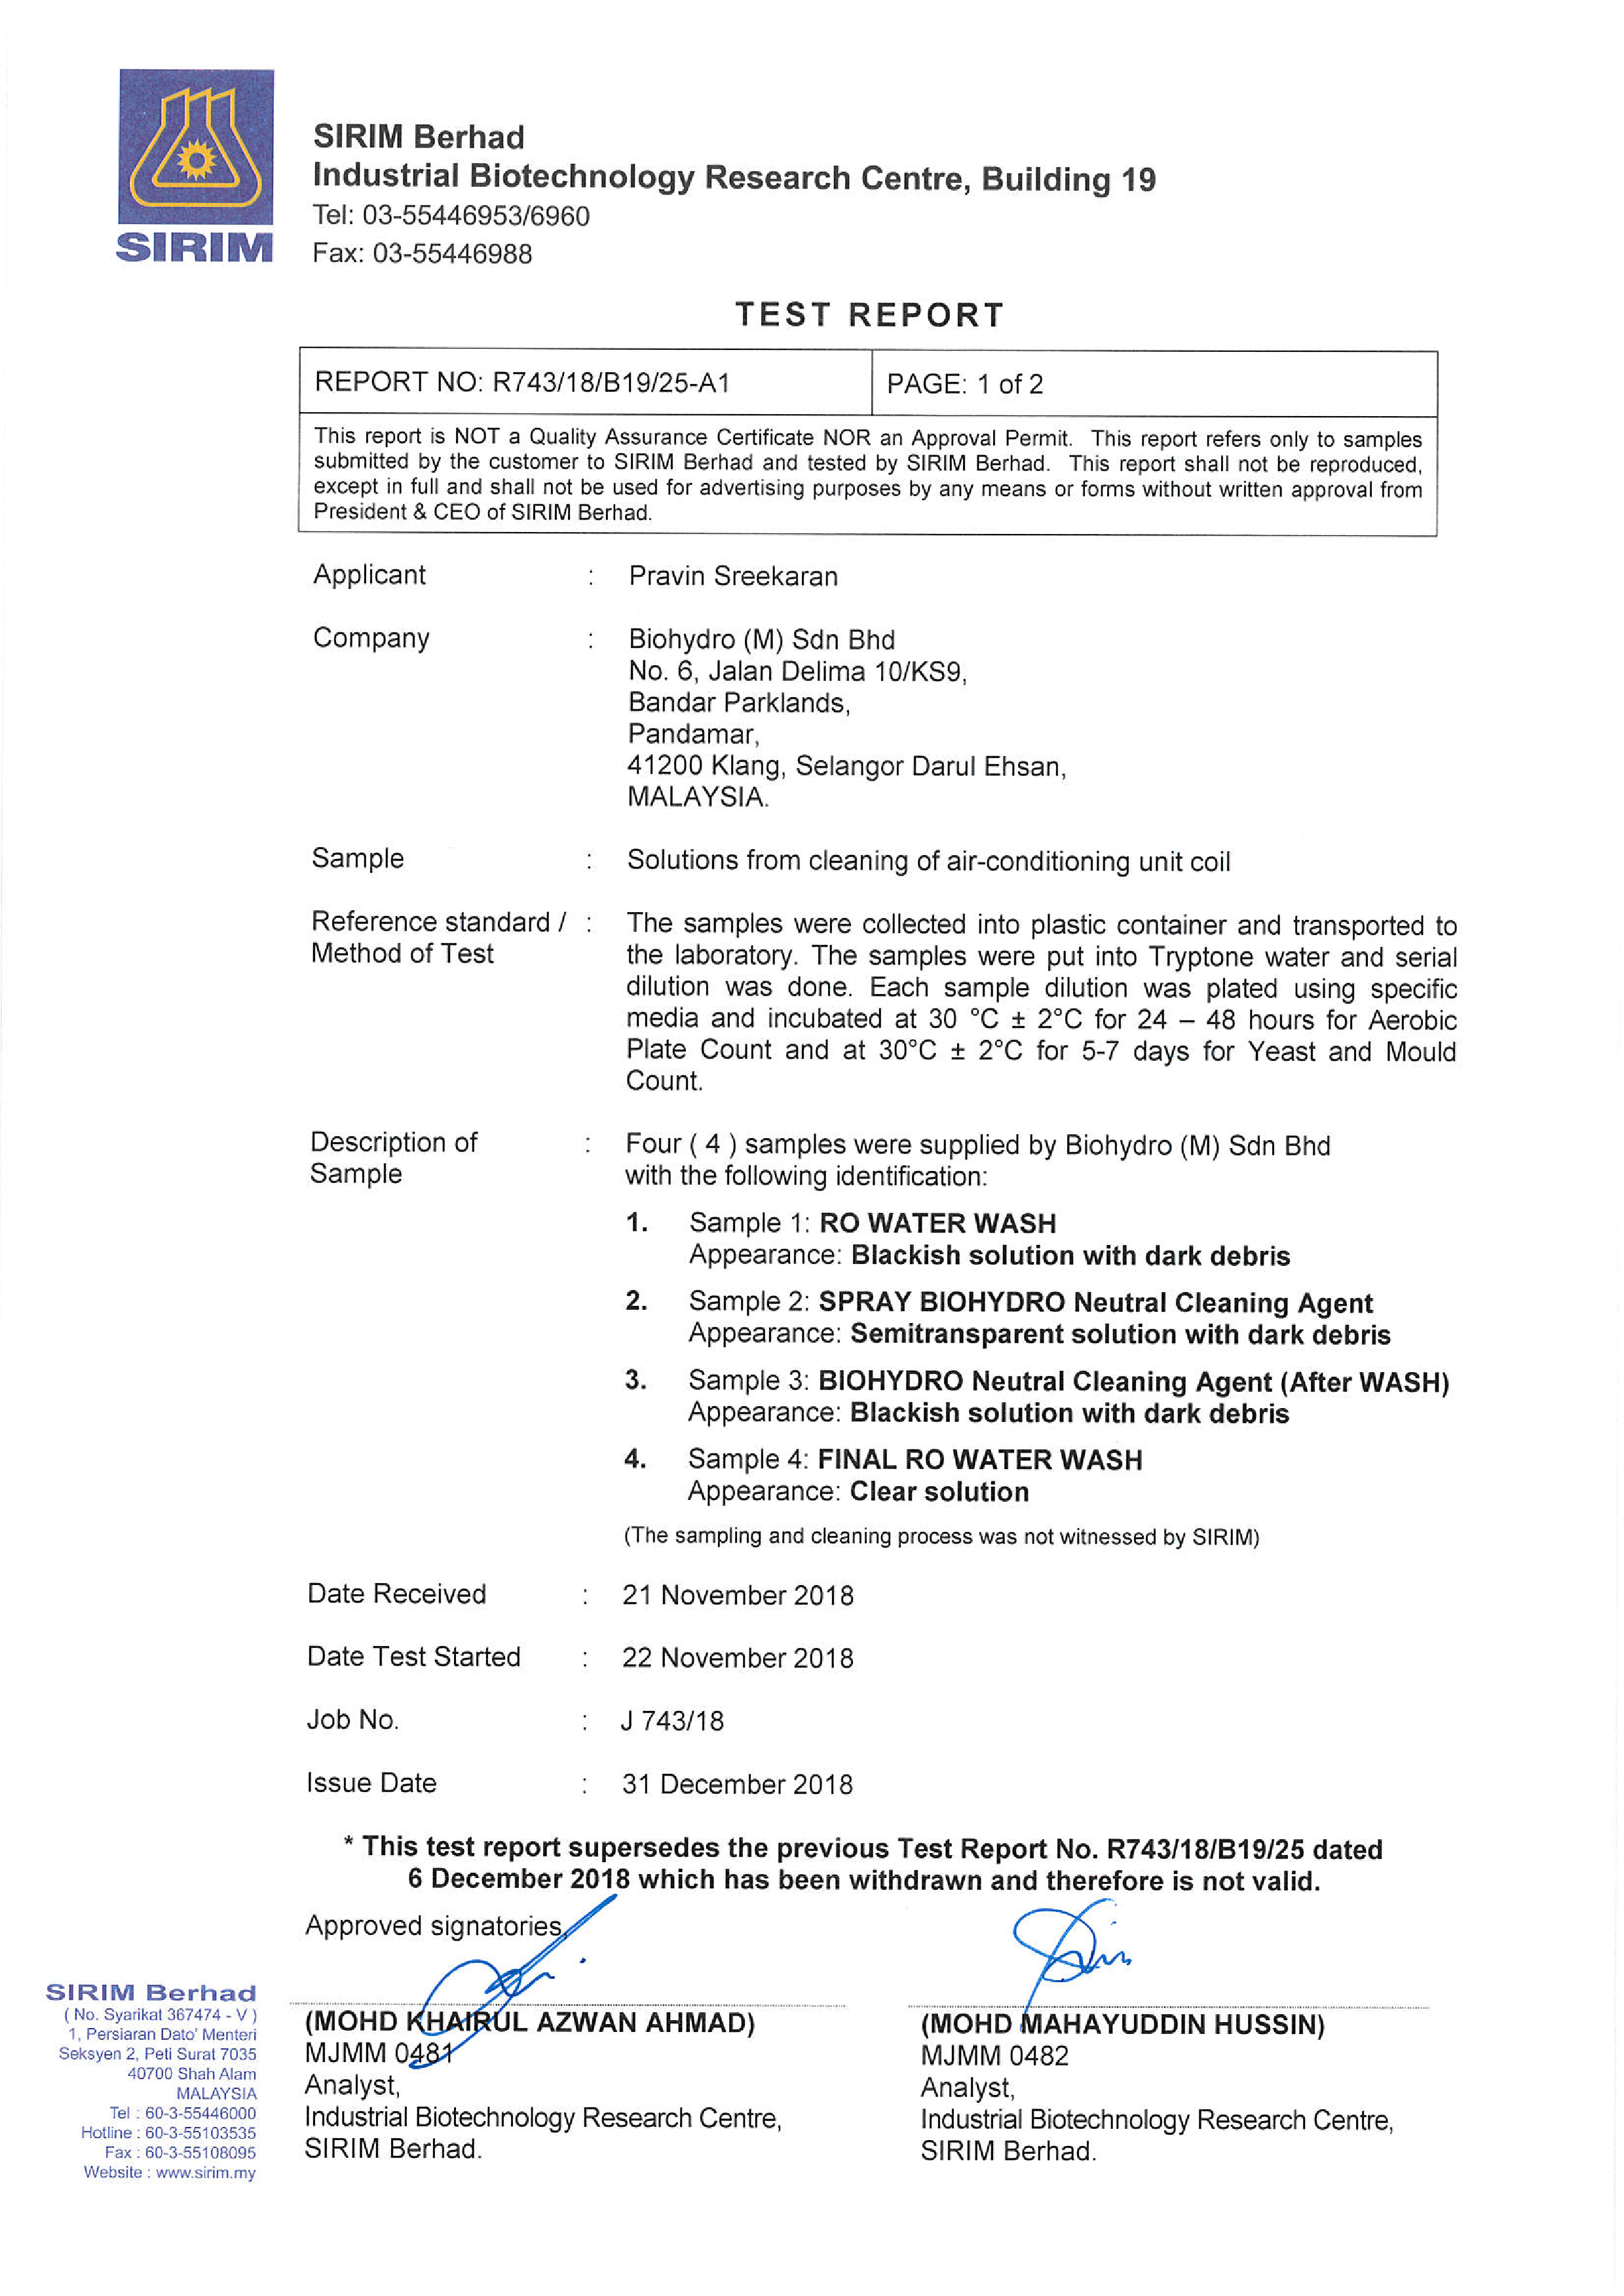 SIRIM
SIRIM Berhad
Industrial Biotechnology Research Centre, Building 19
Tel: 03-55446953/6960
Fax: 03-55446988
TEST REPORT
REPORT NO: R743/18/B19/25-A1 PAGE: 1 of 2
This report is NOT a Quality Assurance Certificate NOR an Approval Permit. This report refers only to samples
submitted by the customer to SIRIM Berhad and tested by SIRIM Berhad. This report shall not be reproduced,
except in full and shall not be used for advertising purposes by any means or forms without written approval from
President & CEO of SIRIM Berhad.
Applicant : Pravin Sreekaran
Company : Biohydro (M) Sdn Bhd
No. 6, Jalan Delima 10/KS9,
Bandar Parklands,
Pandamar,
41200 Klang, Selangor Darul Ehsan,
MALAYSIA.
Sample : Solutions from cleaning of air-conditioning unit coil
Reference standard / : The samples were collected into plastic container and transported to
Method of Test the laboratory. The samples were put into Tryptone water and serial
dilution was done. Each sample dilution was plated using specific
media and incubated at 30 °C ± 2°C for 24 – 48 hours for Aerobic
Plate Count and at 30°C ± 2°C for 5-7 days for Yeast and Mould
Count.
Description of : Four ( 4 ) samples were supplied by Biohydro (M) Sdn Bhd
Sample with the following identification:
1. Sample 1: RO WATER WASH
Appearance: Blackish solution with dark debris
2. Sample 2: SPRAY BIOHYDRO Neutral Cleaning Agent
Appearance: Semitransparent solution with dark debris
3. Sample 3: BIOHYDRO Neutral Cleaning Agent (After WASH)
Appearance: Blackish solution with dark debris
4. Sample 4: FINAL RO WATER WASH
Appearance: Clear solution
(The sampling and cleaning process was not witnessed by SIRIM)
Date Received : 21 November 2018
Date Test Started : 22 November 2018
Job No. : J 743/18
Issue Date : 31 December 2018
* This test report supersedes the previous Test Report No. R743/18/B19/25 dated
6 December 2018 which has been withdrawn and therefore is not valid.
Approved signatories,
(MOHD KHAIRUL AZWAN AHMAD)
MJMM 0481
Analyst,
Industrial Biotechnology Research Centre,
SIRIM Berhad.
(MOHD MAHAYUDDIN HUSSIN)
MJMM 0482
Analyst,
Industrial Biotechnology Research Centre,
SIRIM Berhad.
SIRIM Berhad
( No. Syarikat 367474 - V )
1, Persiaran Dato' Menteri
Seksyen 2, Peti Surat 7035
40700 Shah Alam
MALAYSIA
Tel : 60-3-55446000
Hotline : 60-3-55103535
Fax : 60-3-55108095
Website : www.sirim.my